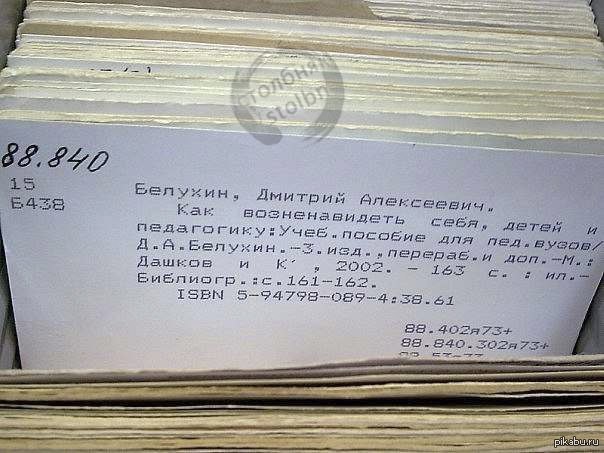 столбняк
stolbn
88.840
15
Б438
Белухин, Дмитрий Алексеевич.
Как возненавидеть себя, детей и
педагогику:Учеб.пособие для пед.вузов/
Д.А.Белухин.-3.изд.,перераб.и доп.-М.:
Дашков и К', 2002. - 163 с. : ил.-
Библиогр.:с.161-162.
ISBN 5-94798-089-4:38.61
88.402я73+
88.840.302я73+
pikabu.ru